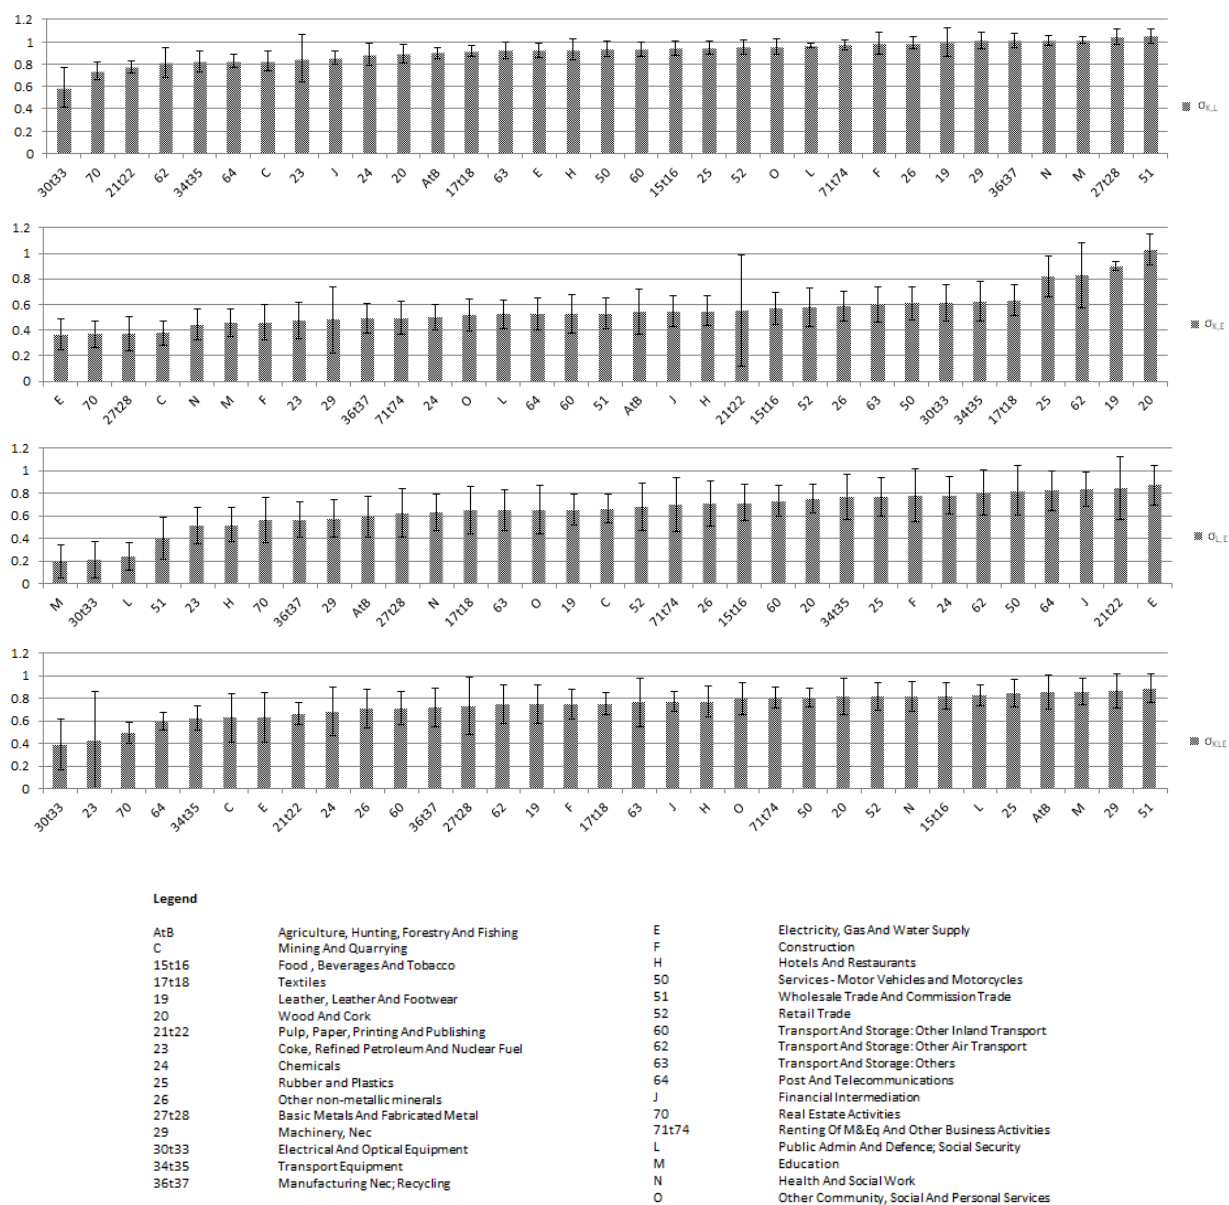 1.2
1
0.8
0.6
0.4
0.2
0
30t33 70 21t22 62 34t35 64 C 23 J 24 20 AtB 17t18 63 E H 50 60 15t16 25 52 O L 71t74 F 26 19 29 36t37 N M 27t28 51
σK,L
1.2
1
0.8
0.6
0.4
0.2
0
E 70 27t28 C N M F 23 29 36t37 71t74 24 O L 64 60 51 AtB J H 21t22 15t16 52 26 63 50 30t33 34t35 17t18 25 62 19 20
σK,E
1.2
1
0.8
0.6
0.4
0.2
0
M 30t33 L 51 23 H 70 36t37 29 AtB 27t28 N 17t18 63 O 19 C 52 71t74 26 15t16 60 20 34t35 25 F 24 62 50 64 J 21t22 E
σL,E
1.2
1
0.8
0.6
0.4
0.2
0
30t33 23 70 64 34t35 C E 21t22 24 26 60 36t37 27t28 62 19 F 17t18 63 J H O 71t74 50 20 52 N 15t16 L 25 AtB M 29 51
σKLE
Legend
AtB Agriculture, Hunting, Forestry And Fishing
C Mining And Quarrying
15t16 Food , Beverages And Tobacco
17t18 Textiles
19 Leather, Leather And Footwear
20 Wood And Cork
21t22 Pulp, Paper, Printing And Publishing
23 Coke, Refined Petroleum And Nuclear Fuel
24 Chemicals
25 Rubber and Plastics
26 Other non-metallic minerals
27t28 Basic Metals And Fabricated Metal
29 Machinery, Nec
30t33 Electrical And Optical Equipment
34t35 Transport Equipment
36t37 Manufacturing Nec; Recycling
E Electricity, Gas And Water Supply
F Construction
H Hotels And Restaurants
50 Services - Motor Vehicles and Motorcycles
51 Wholesale Trade And Commission Trade
52 Retail Trade
60 Transport And Storage: Other Inland Transport
62 Transport And Storage: Other Air Transport
63 Transport And Storage: Others
64 Post And Telecommunications
J Financial Intermediation
70 Real Estate Activities
71t74 Renting Of M&Eq And Other Business Activities
L Public Admin And Defence; Social Security
M Education
N Health And Social Work
O Other Community, Social And Personal Services